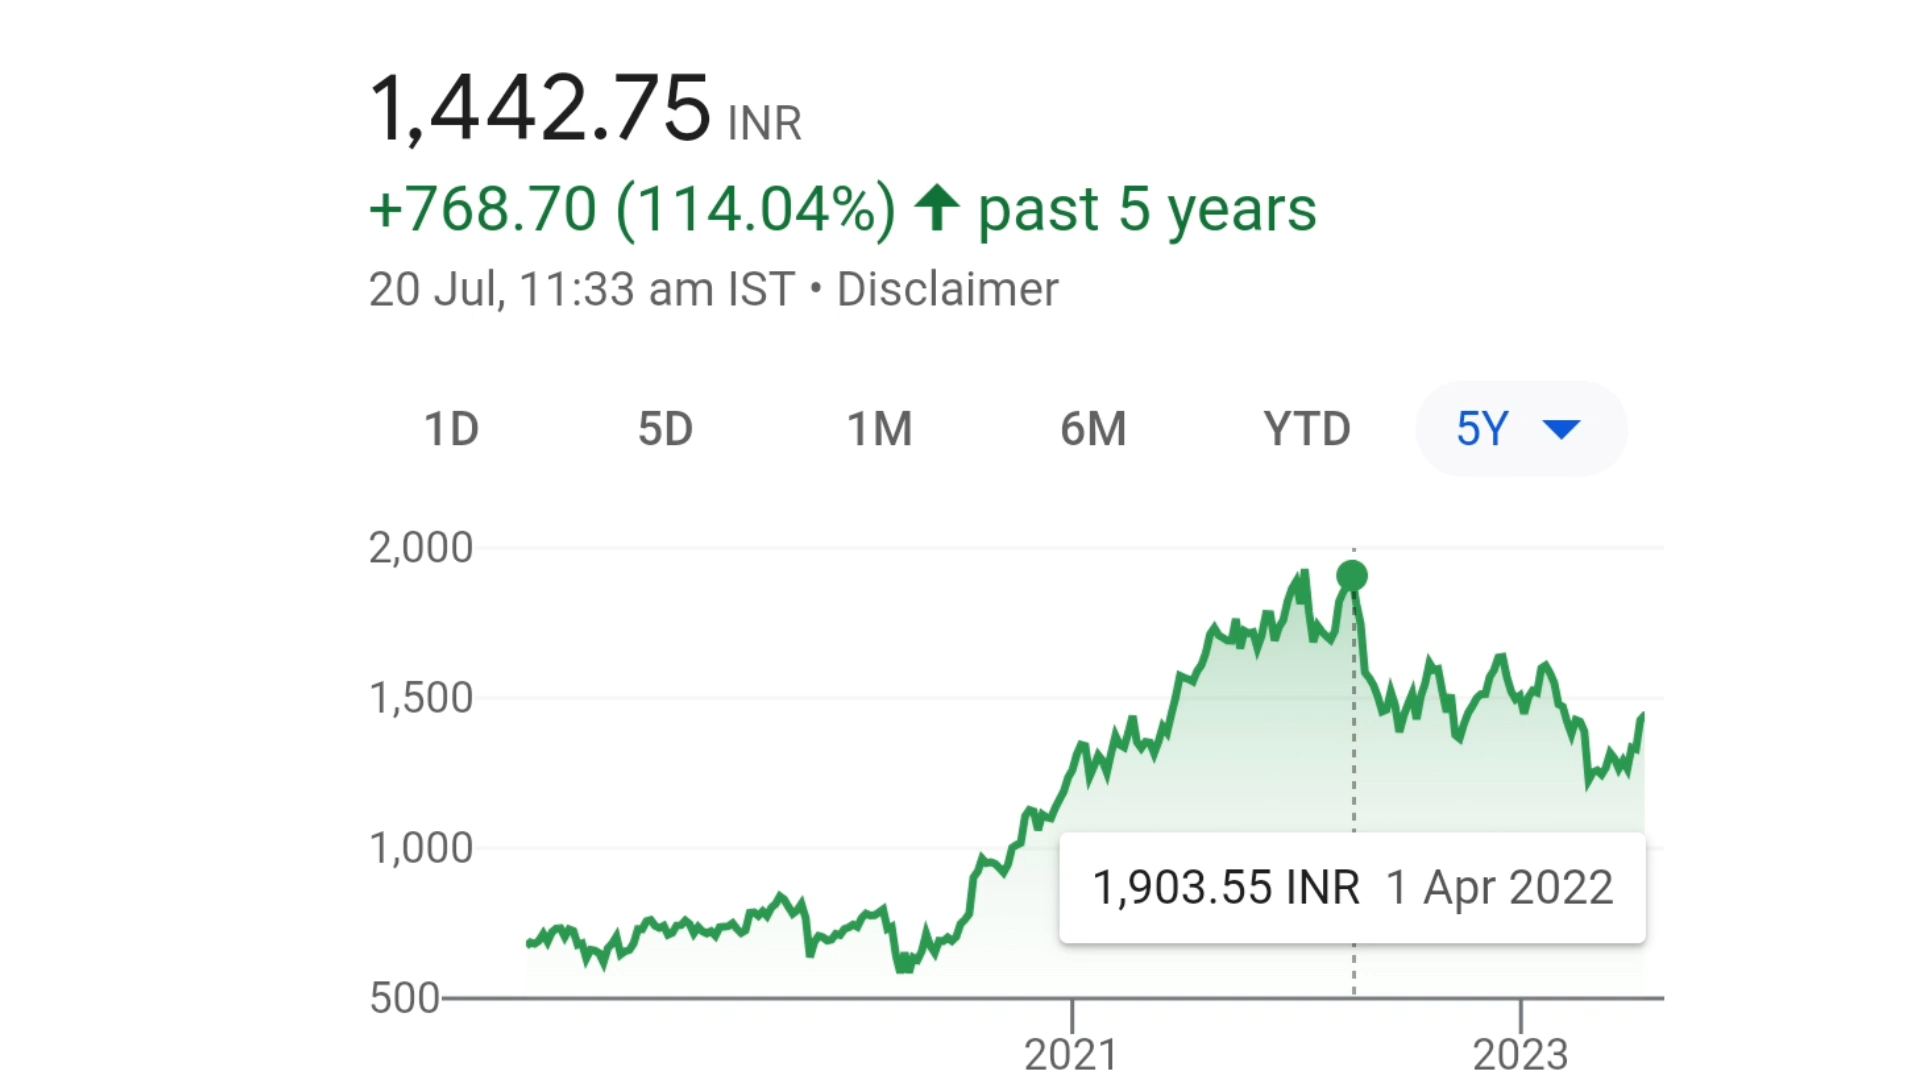 1,442.75 INR
+768.70 (114.04%) ↑ past 5 years
20 Jul, 11:33 am IST • Disclaimer
1D 5D 1M 6M YTD 5Y
2,000
1,500
1,000
1,903.55 INR 1 Apr 2022
500
2021 2023